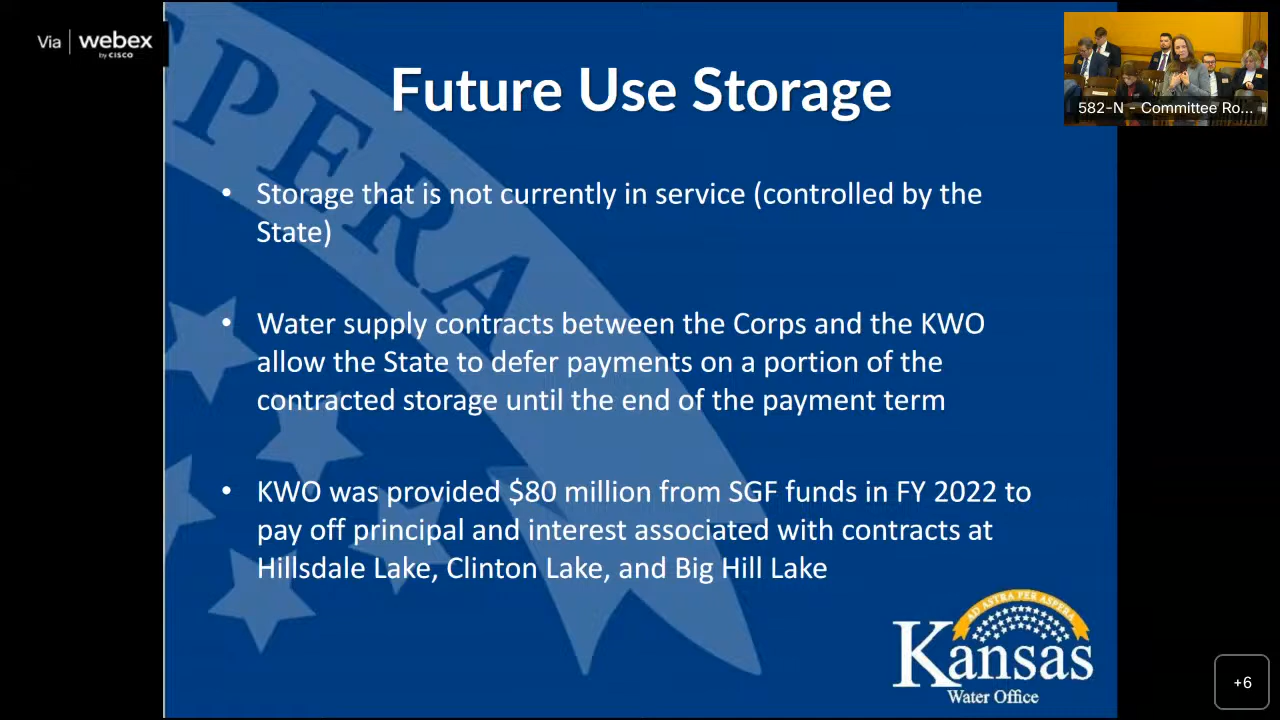 Via webex
by CISCO
Future Use Storage
582-N - Committee Ro...
PERA
• Storage that is not currently in service (controlled by the
State)
• Water supply contracts between the Corps and the KWO
allow the State to defer payments on a portion of the
contracted storage until the end of the payment term
• KWO was provided $80 million from SGF funds in FY 2022 to
pay off principal and interest associated with contracts at
Hillsdale Lake, Clinton Lake, and Big Hill Lake
AD ASTRA PER ASPERA
Kansas
Water Office
+6